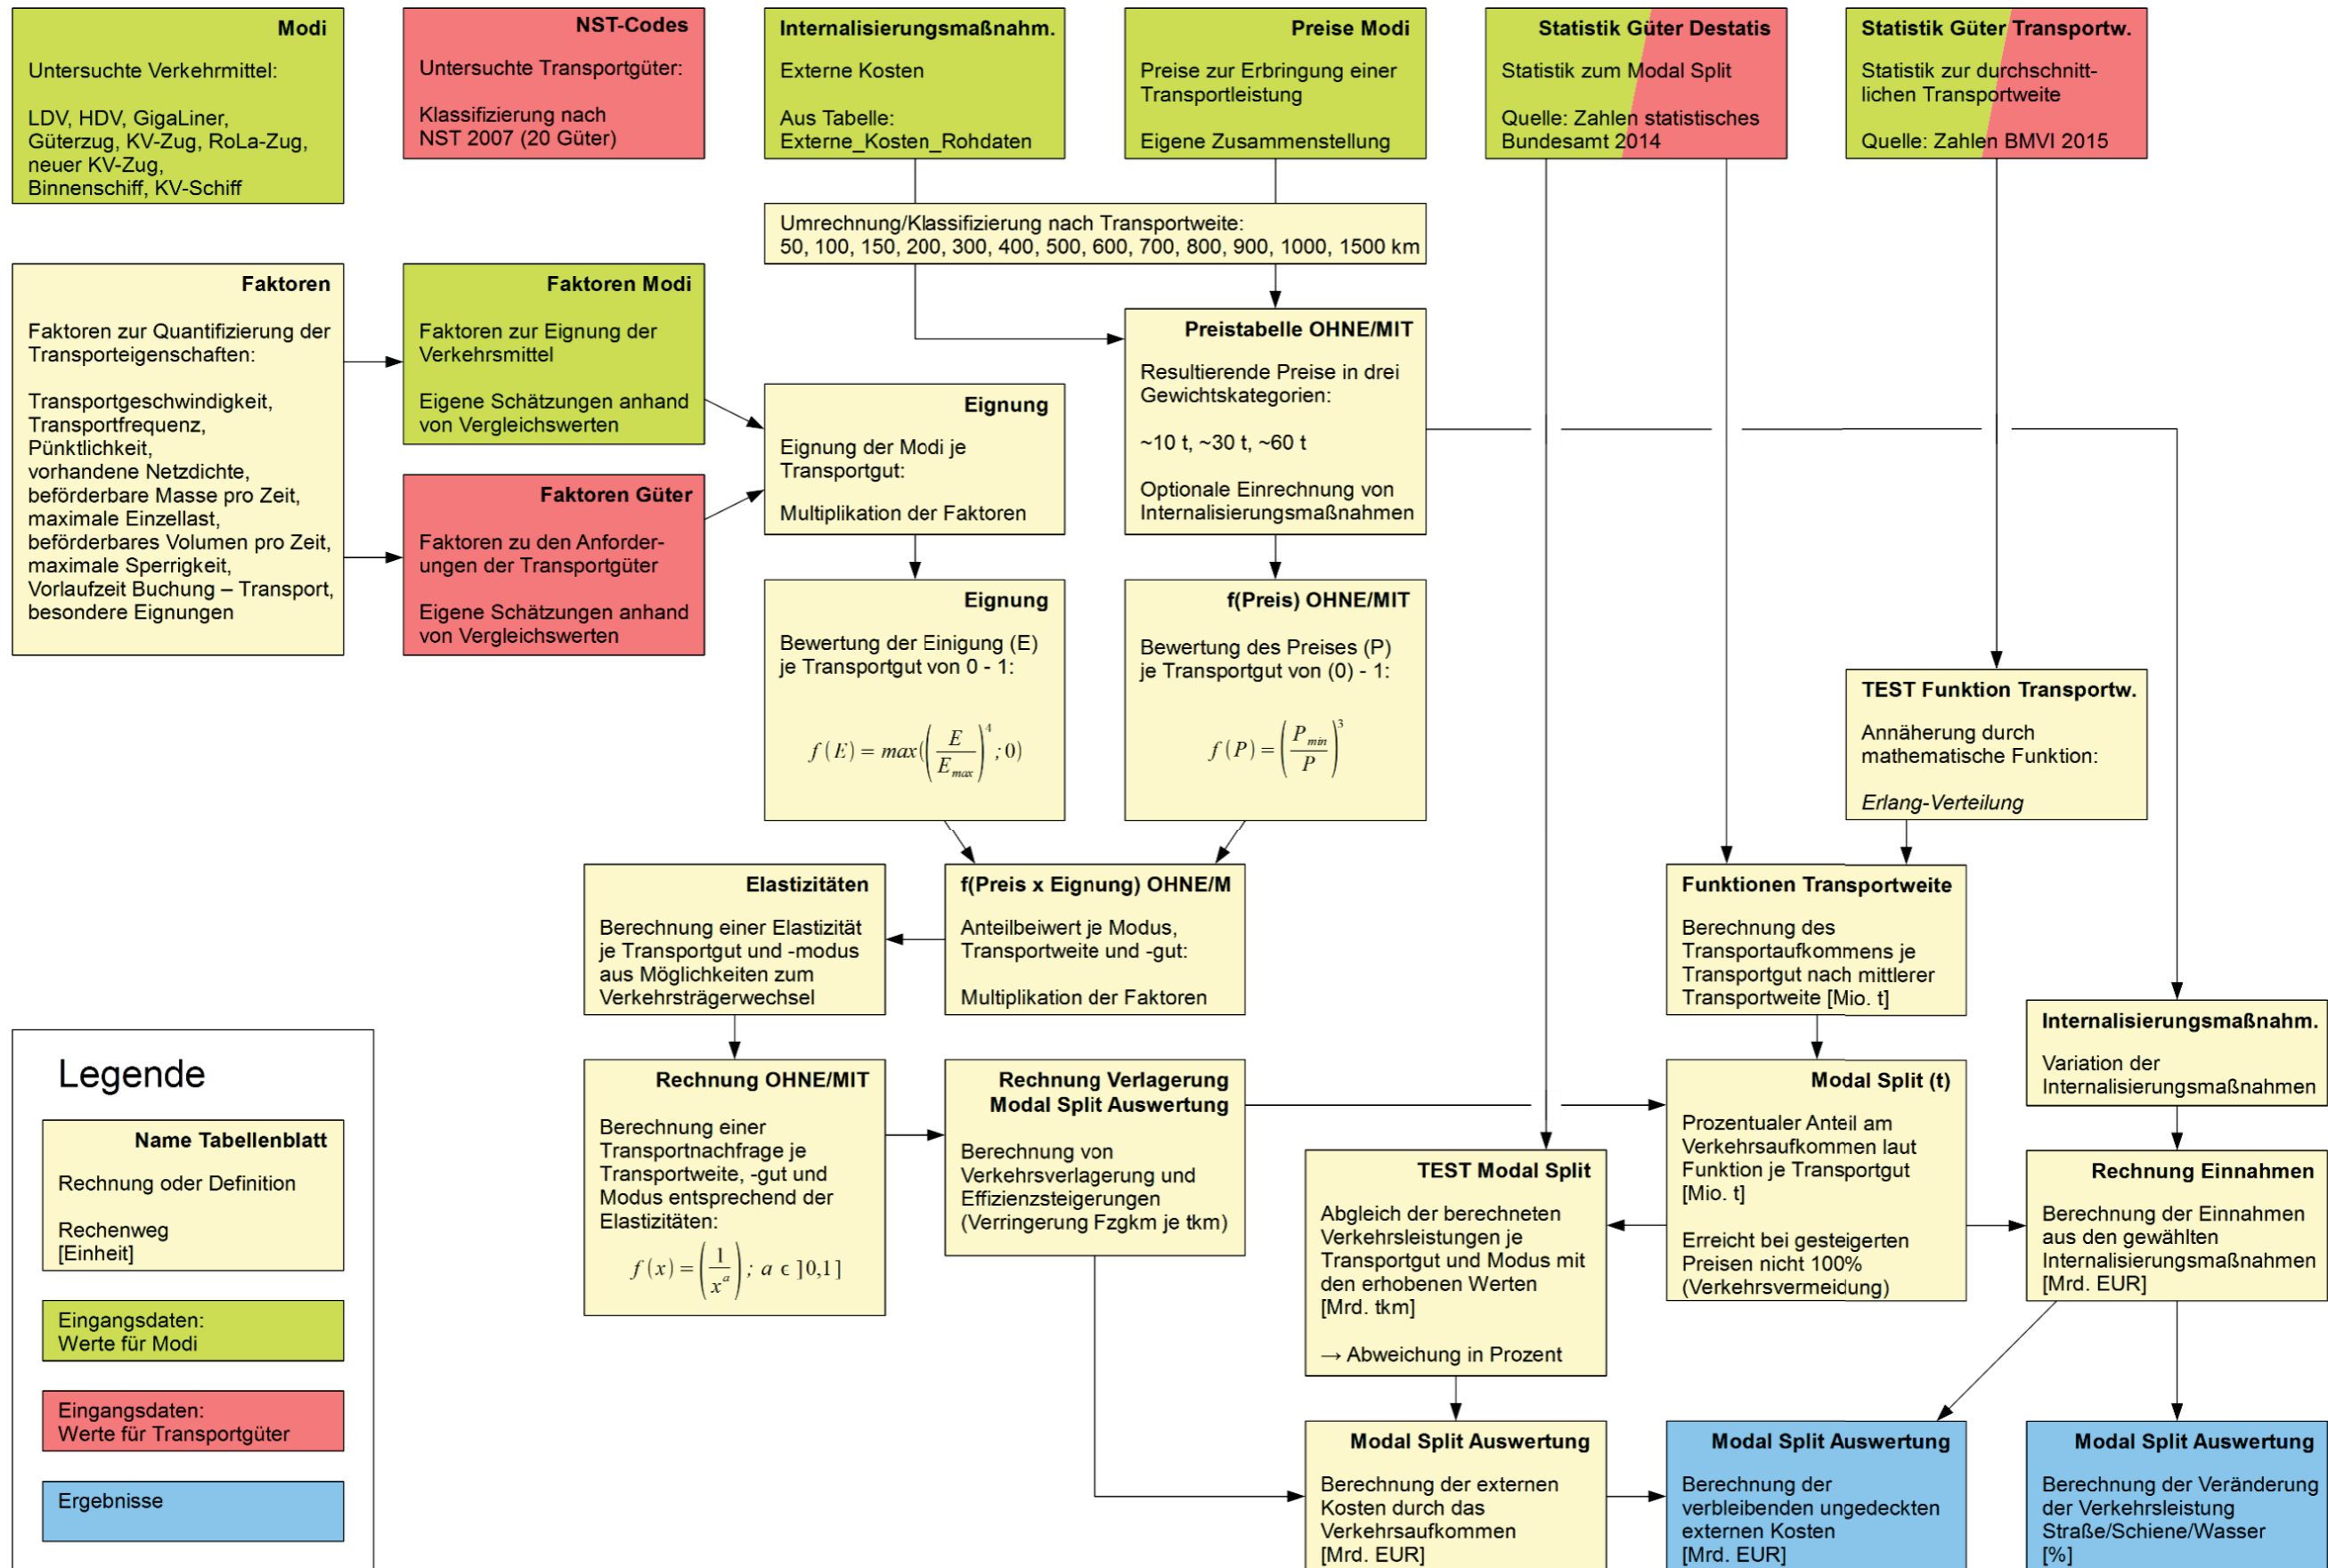 Modi
Untersuchte Verkehrmittel:
LDV, HDV, GigaLiner,
Güterzug, KV-Zug, RoLa-Zug,
neuer KV-Zug,
Binnenschiff, KV-Schiff
NST-Codes
Untersuchte Transportgüter:
Klassifizierung nach
NST 2007 (20 Güter)
Internalisierungsmaßnahm.
Externe Kosten
Aus Tabelle:
Externe_Kosten_Rohdaten
Preise Modi
Preise zur Erbringung einer
Transportleistung
Eigene Zusammenstellung
Statistik Güter Destatis
Statistik zum Modal Split
Quelle: Zahlen statistisches
Bundesamt 2014
Statistik Güter Transportw.
Statistik zur durchschnitt-
lichen Transportweite
Quelle: Zahlen BMVI 2015
Umrechnung/Klassifizierung nach Transportweite:
50, 100, 150, 200, 300, 400, 500, 600, 700, 800, 900, 1000, 1500 km
Faktoren
Faktoren zur Quantifizierung der
Transporteigenschaften:
Transportgeschwindigkeit,
Transportfrequenz,
Pünktlichkeit,
vorhandene Netzdichte,
beförderbare Masse pro Zeit,
maximale Einzellast,
beförderbares Volumen pro Zeit,
maximale Sperrigkeit,
Vorlaufzeit Buchung – Transport,
besondere Eignungen
Faktoren Modi
Faktoren zur Eignung der
Verkehrsmittel
Eigene Schätzungen anhand
von Vergleichswerten
Faktoren Güter
Faktoren zu den Anforder-
ungen der Transportgüter
Eigene Schätzungen anhand
von Vergleichswerten
Eignung
Eignung der Modi je
Transportgut:
Multiplikation der Faktoren
Preistabelle OHNE/MIT
Resultierende Preise in drei
Gewichtskategorien:
~10 t, ~30 t, ~60 t
Optionale Einrechnung von
Internalisierungsmaßnahmen
Eignung
Bewertung der Einigung (E)
je Transportgut von 0 - 1:
f(E) = max((E/E_max)^4; 0)
f(Preis) OHNE/MIT
Bewertung des Preises (P)
je Transportgut von (0) - 1:
f(P) = (P_min/P)^3
TEST Funktion Transportw.
Annäherung durch
mathematische Funktion:
Erlang-Verteilung
Elastizitäten
Berechnung einer Elastizität
je Transportgut und -modus
aus Möglichkeiten zum
Verkehrsträgerwechsel
f(Preis x Eignung) OHNE/M
Anteilbeiwert je Modus,
Transportweite und -gut:
Multiplikation der Faktoren
Funktionen Transportweite
Berechnung des
Transportaufkommens je
Transportgut nach mittlerer
Transportweite [Mio. t]
Internalisierungsmaßnahm.
Variation der
Internalisierungsmaßnahmen
Rechnung OHNE/MIT
Berechnung einer
Transportnachfrage je
Transportweite, -gut und
Modus entsprechend der
Elastizitäten:
f(x) = (1/x^a); a ϵ ]0,1]
Rechnung Verlagerung
Modal Split Auswertung
Berechnung von
Verkehrsverlagerung und
Effizienzsteigerungen
(Verringerung Fzgkm je tkm)
TEST Modal Split
Abgleich der berechneten
Verkehrsleistungen je
Transportgut und Modus mit
den erhobenen Werten
[Mrd. tkm]
→ Abweichung in Prozent
Modal Split (t)
Prozentualer Anteil am
Verkehrsaufkommen laut
Funktion je Transportgut
[Mio. t]
Erreicht bei gesteigerten
Preisen nicht 100%
(Verkehrsvermeidung)
Rechnung Einnahmen
Berechnung der Einnahmen
aus den gewählten
Internalisierungsmaßnahmen
[Mrd. EUR]
Modal Split Auswertung
Berechnung der externen
Kosten durch das
Verkehrsaufkommen
[Mrd. EUR]
Modal Split Auswertung
Berechnung der
verbleibenden ungedeckten
externen Kosten
[Mrd. EUR]
Modal Split Auswertung
Berechnung der Veränderung
der Verkehrsleistung
Straße/Schiene/Wasser
[%]
Legende
Name Tabellenblatt
Rechnung oder Definition
Rechenweg
[Einheit]
Eingangsdaten:
Werte für Modi
Eingangsdaten:
Werte für Transportgüter
Ergebnisse